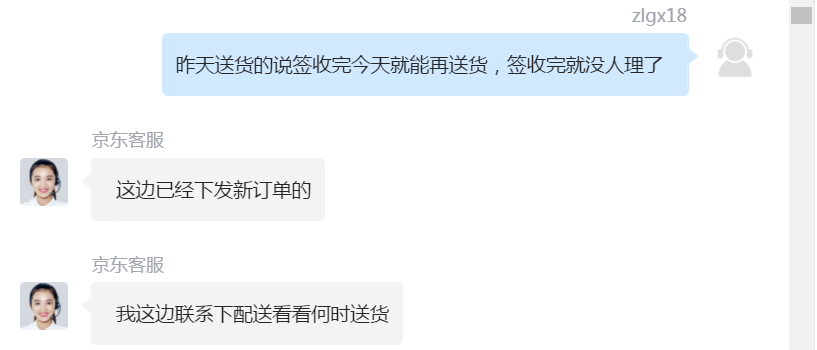 zlgx18
昨天送货的说签收完今天就能再送货，签收完就没人理了
京东客服
这边已经下发新订单的
京东客服
我这边联系下配送看看何时送货